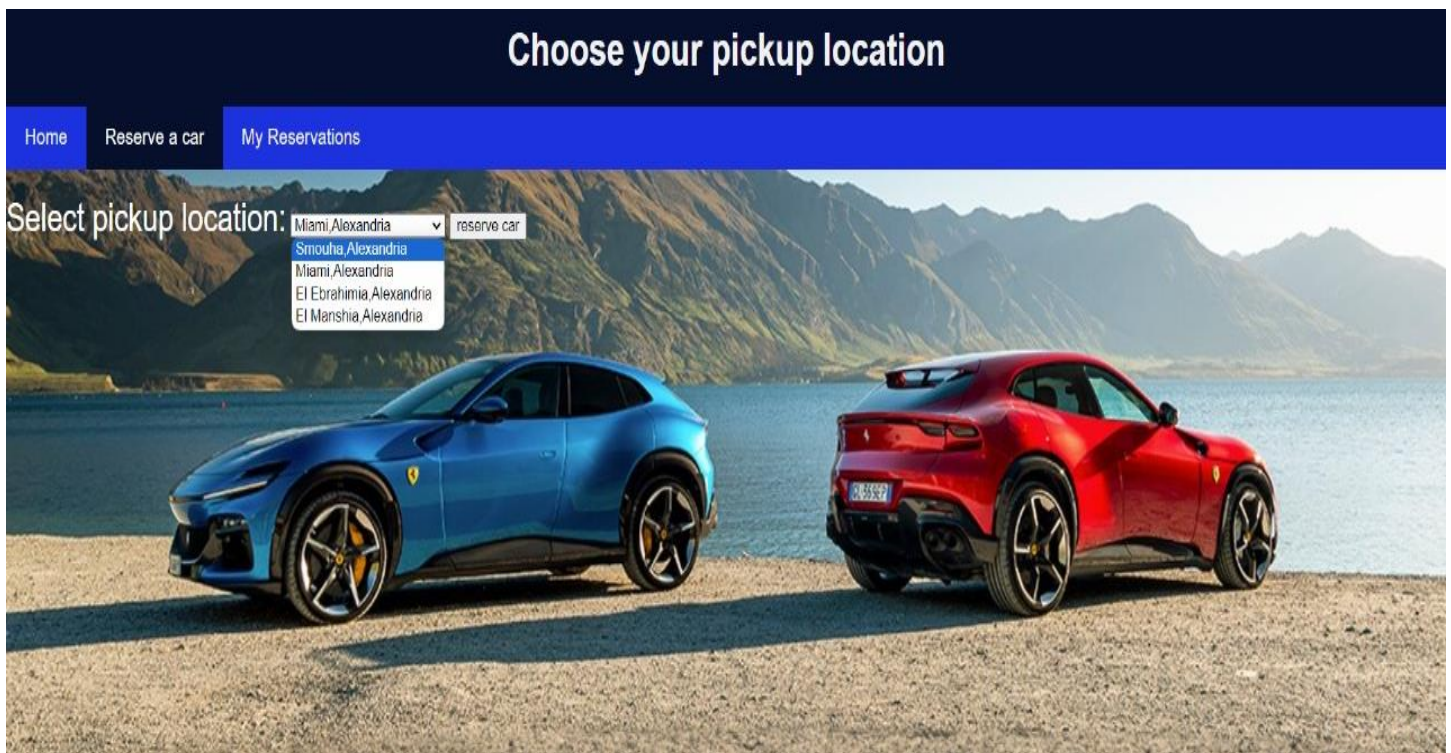 Choose your pickup location
Home Reserve a car My Reservations
Select pickup location: Miami,Alexandria reserve car
Smouha,Alexandria
Miami,Alexandria
El Ebrahimia,Alexandria
El Manshia,Alexandria